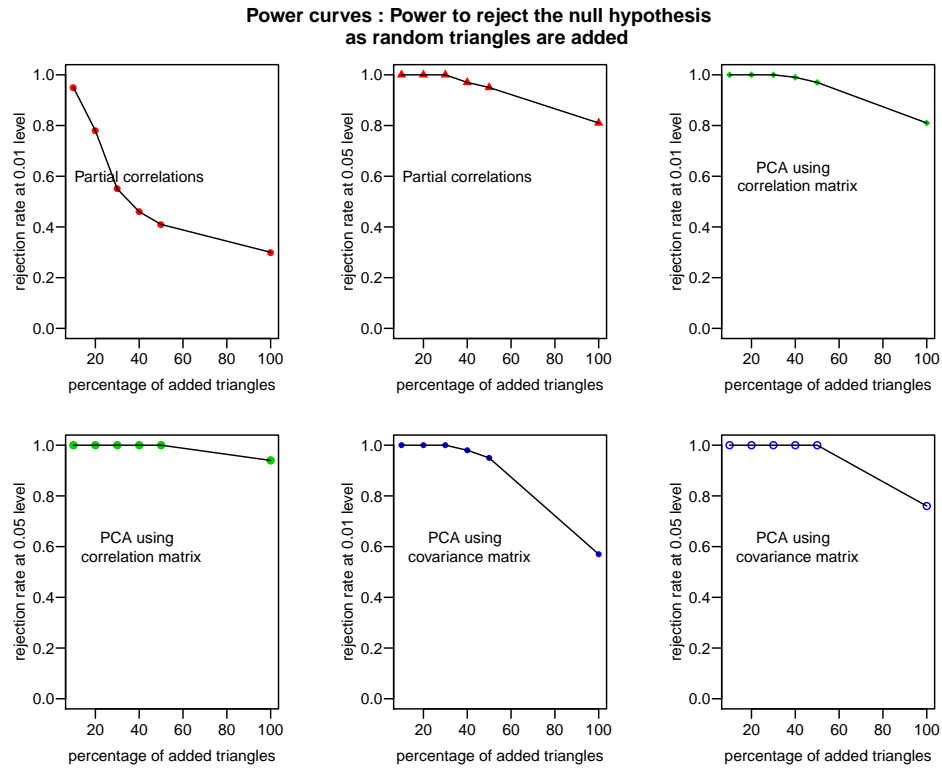 Power curves : Power to reject the null hypothesis
as random triangles are added
rejection rate at 0.01 level
1.0
0.8
0.6
0.4
0.2
0.0
Partial correlations
20 40 60 80 100
percentage of added triangles
rejection rate at 0.05 level
1.0
0.8
0.6
0.4
0.2
0.0
Partial correlations
20 40 60 80 100
percentage of added triangles
rejection rate at 0.01 level
1.0
0.8
0.6
0.4
0.2
0.0
PCA using
correlation matrix
20 40 60 80 100
percentage of added triangles
rejection rate at 0.05 level
1.0
0.8
0.6
0.4
0.2
0.0
PCA using
correlation matrix
20 40 60 80 100
percentage of added triangles
rejection rate at 0.01 level
1.0
0.8
0.6
0.4
0.2
0.0
PCA using
covariance matrix
20 40 60 80 100
percentage of added triangles
rejection rate at 0.05 level
1.0
0.8
0.6
0.4
0.2
0.0
PCA using
covariance matrix
20 40 60 80 100
percentage of added triangles